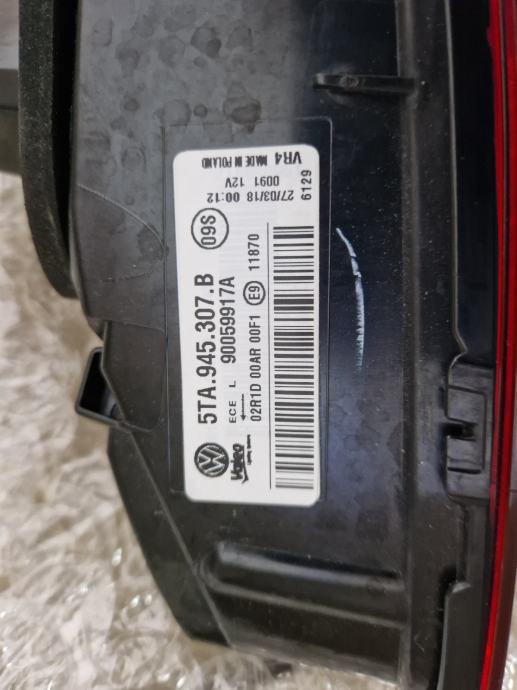 5TA.945.307.B
09S
VR4 MADE IN POLAND
90059917A
ECE L
0091 12V
27/03/18 00:12
02R1D 00AR 00F1 E9 11870
6129
VW
Valeo